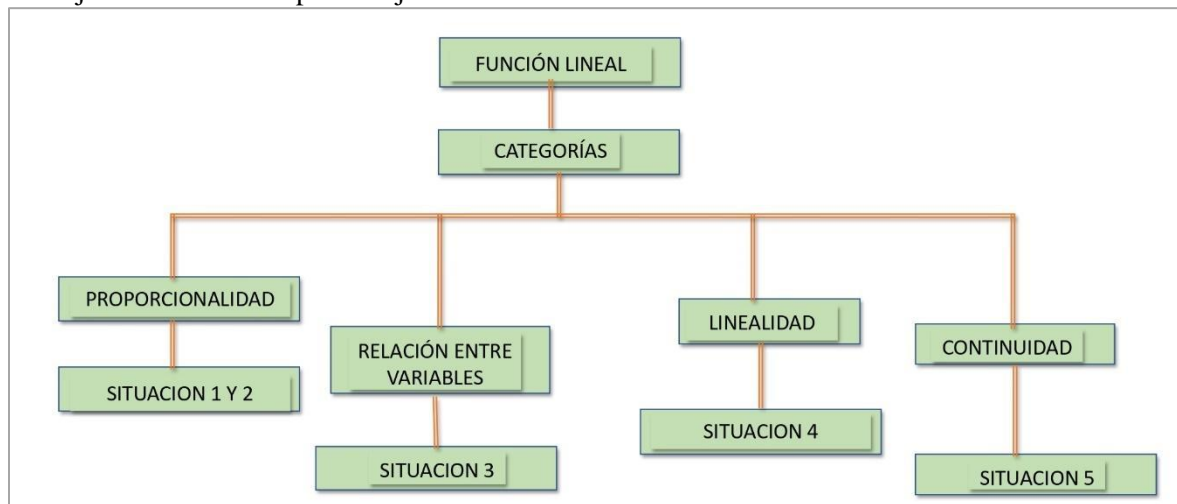 FUNCIÓN LINEAL
CATEGORÍAS
PROPORCIONALIDAD
SITUACION 1 Y 2
RELACIÓN ENTRE
VARIABLES
SITUACION 3
LINEALIDAD
SITUACION 4
CONTINUIDAD
SITUACION 5